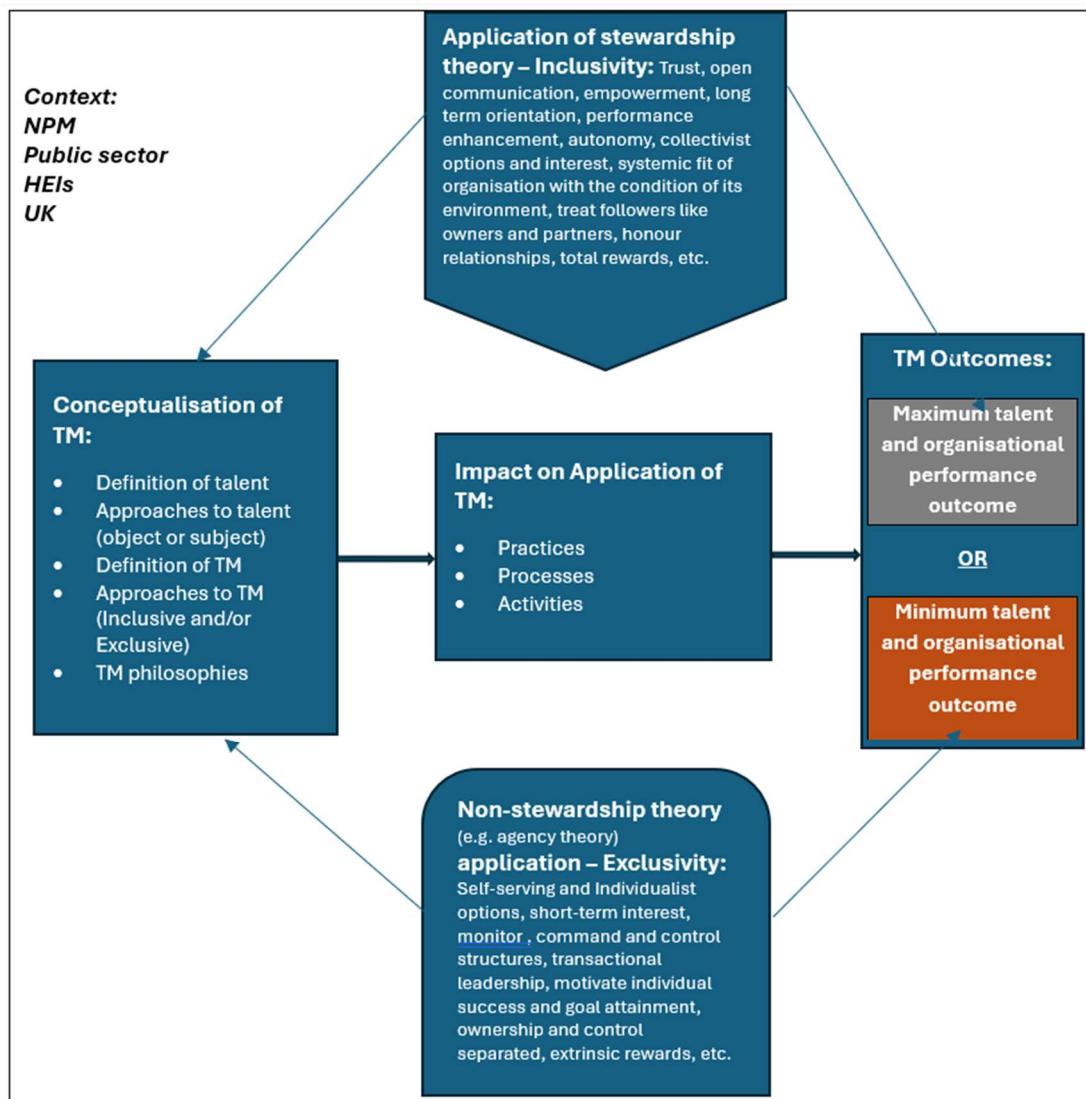 Context:
NPM
Public sector
HEIs
UK
Application of stewardship
theory – Inclusivity: Trust, open
communication, empowerment, long
term orientation, performance
enhancement, autonomy, collectivist
options and interest, systemic fit of
organisation with the condition of its
environment, treat followers like
owners and partners, honour
relationships, total rewards, etc.
Conceptualisation of
TM:
• Definition of talent
• Approaches to talent
(object or subject)
• Definition of TM
• Approaches to TM
(Inclusive and/or
Exclusive)
• TM philosophies
Impact on Application of
TM:
• Practices
• Processes
• Activities
TM Outcomes:
Maximum talent
and organisational
performance
outcome
OR
Minimum talent
and organisational
performance
outcome
Non-stewardship theory
(e.g. agency theory)
application – Exclusivity:
Self-serving and Individualist
options, short-term interest,
monitor , command and control
structures, transactional
leadership, motivate individual
success and goal attainment,
ownership and control
separated, extrinsic rewards, etc.